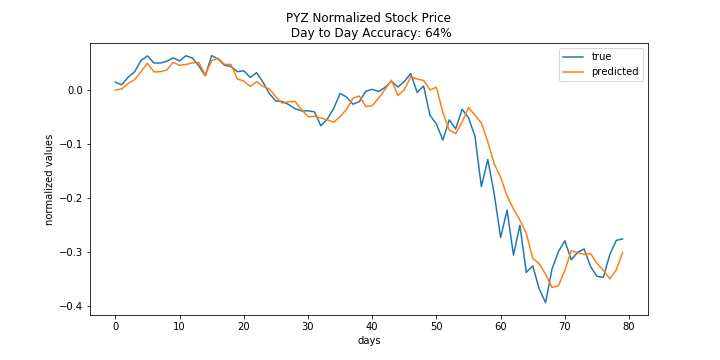 PYZ Normalized Stock Price
Day to Day Accuracy: 64%
true
predicted
normalized values
0.0
−0.1
−0.2
−0.3
−0.4
0 10 20 30 40 50 60 70 80
days